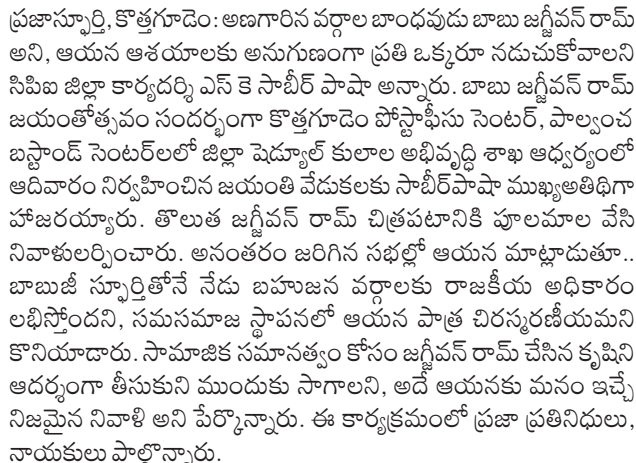 ప్రజాస్ఫూర్తి, కొత్తగూడెం: అణగారిన వర్గాల బాంధవుడు బాబు జగ్జీవన్ రామ్
అని, ఆయన ఆశయాలకు అనుగుణంగా ప్రతి ఒక్కరూ నడుచుకోవాలని
సిపిఐ జిల్లా కార్యదర్శి ఎస్ కె సాబీర్ పాషా అన్నారు. బాబు జగ్జీవన్ రామ్
జయంతోత్సవం సందర్భంగా కొత్తగూడెం పోస్టాఫీసు సెంటర్, పాల్వంచ
బస్టాండ్ సెంటర్‌లలో జిల్లా షెడ్యూల్ కులాల అభివృద్ధి శాఖ ఆధ్వర్యంలో
ఆదివారం నిర్వహించిన జయంతి వేడుకలకు సాబీర్‌పాషా ముఖ్యఅతిథిగా
హాజరయ్యారు. తొలుత జగ్జీవన్ రామ్ చిత్రపటానికి పూలమాల వేసి
నివాళులర్పించారు. అనంతరం జరిగిన సభల్లో ఆయన మాట్లాడుతూ..
బాబుజీ స్ఫూర్తితోనే నేడు బహుజన వర్గాలకు రాజకీయ అధికారం
లభిస్తోందని, సమసమాజ స్థాపనలో ఆయన పాత్ర చిరస్మరణీయమని
కొనియాడారు. సామాజిక సమానత్వం కోసం జగ్జీవన్ రామ్ చేసిన కృషిని
ఆదర్శంగా తీసుకుని ముందుకు సాగాలని, అదే ఆయనకు మనం ఇచ్చే
నిజమైన నివాళి అని పేర్కొన్నారు. ఈ కార్యక్రమంలో ప్రజా ప్రతినిధులు,
నాయకులు పాల్గొన్నారు.